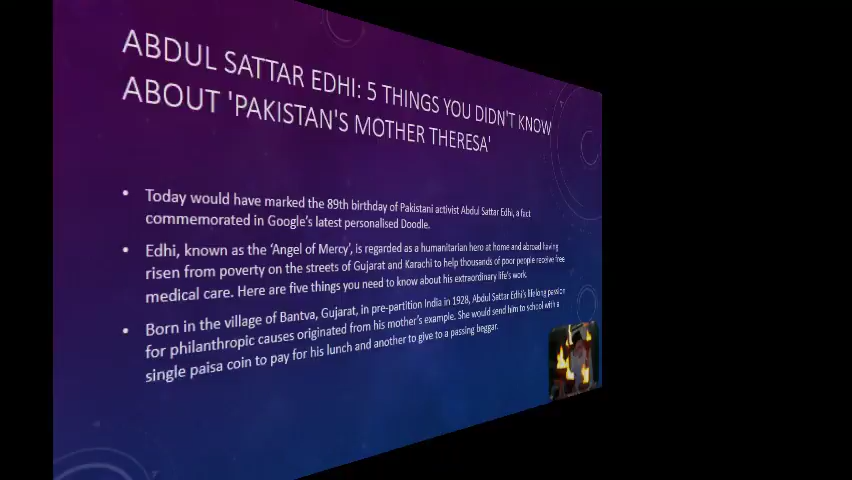 ABDUL SATTAR EDHI: 5 THINGS YOU DIDN'T KNOW
ABOUT 'PAKISTAN'S MOTHER THERESA'
• Today would have marked the 89th birthday of Pakistani activist Abdul Sattar Edhi, a fact
commemorated in Google's latest personalised Doodle.
• Edhi, known as the ‘Angel of Mercy’, is regarded as a humanitarian hero at home and abroad having
risen from poverty on the streets of Gujarat and Karachi to help thousands of poor people receive free
medical care. Here are five things you need to know about his extraordinary life's work.
• Born in the village of Bantva, Gujarat, in pre-partition India in 1928, Abdul Sattar Edhi's lifelong passion
for philanthropic causes originated from his mother's example. She would send him to school with a
single paisa coin to pay for his lunch and another to give to a passing beggar.